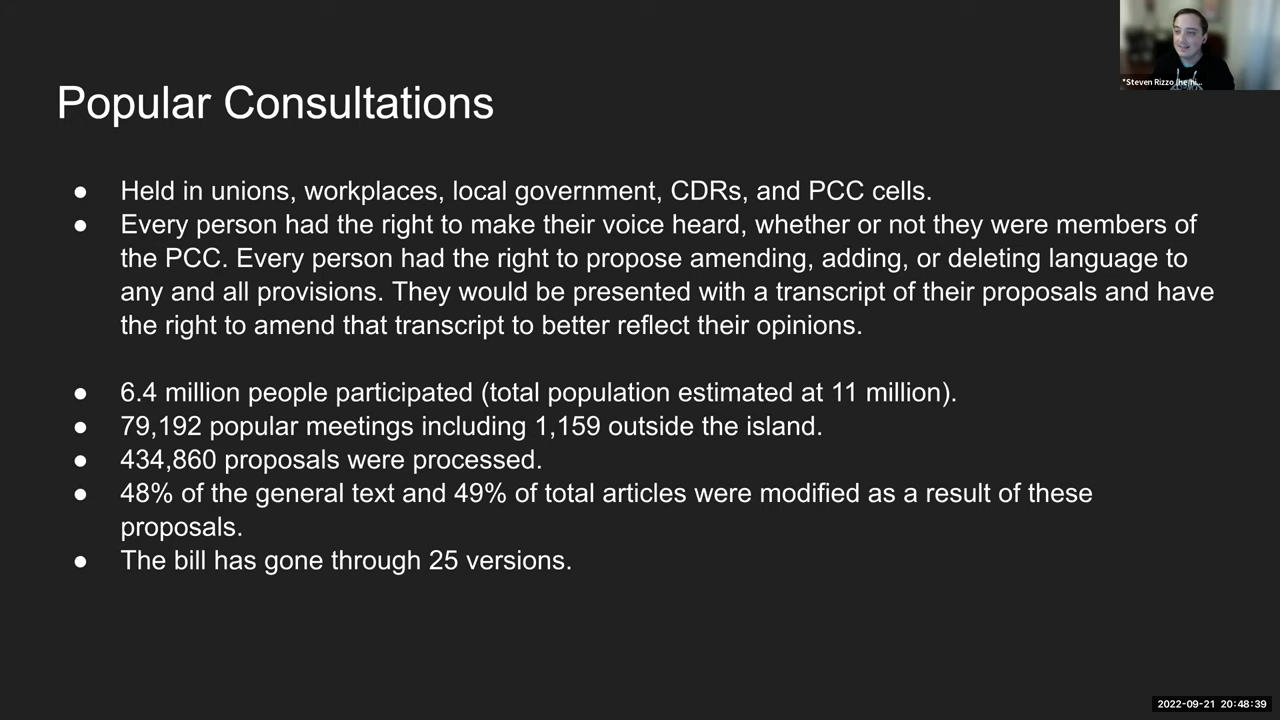 *Steven Rizzo (he/hi...
Popular Consultations
● Held in unions, workplaces, local government, CDRs, and PCC cells.
● Every person had the right to make their voice heard, whether or not they were members of
the PCC. Every person had the right to propose amending, adding, or deleting language to
any and all provisions. They would be presented with a transcript of their proposals and have
the right to amend that transcript to better reflect their opinions.
● 6.4 million people participated (total population estimated at 11 million).
● 79,192 popular meetings including 1,159 outside the island.
● 434,860 proposals were processed.
● 48% of the general text and 49% of total articles were modified as a result of these
proposals.
● The bill has gone through 25 versions.
2022-09-21 20:48:39